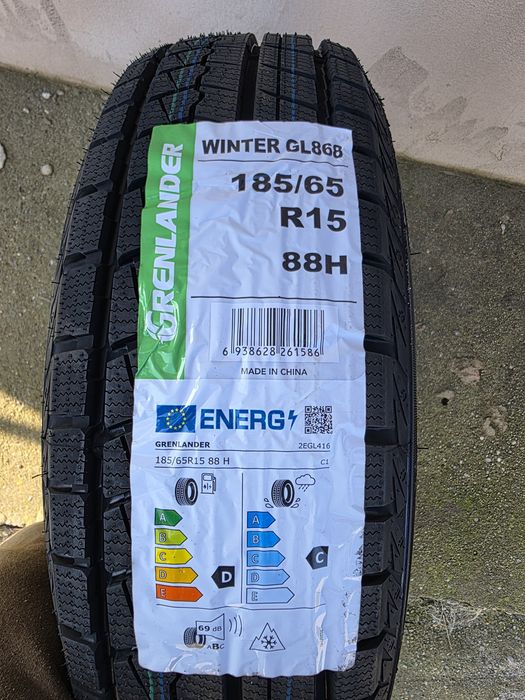 GRENLANDER
WINTER GL868
185/65
R15
88H
6 938628 261586
MADE IN CHINA
ENERG
GRENLANDER
2EGL416
185/65R15 88 H
C1
A
B
C
D
E
D
A
B
C
D
E
C
69 dB
ABC